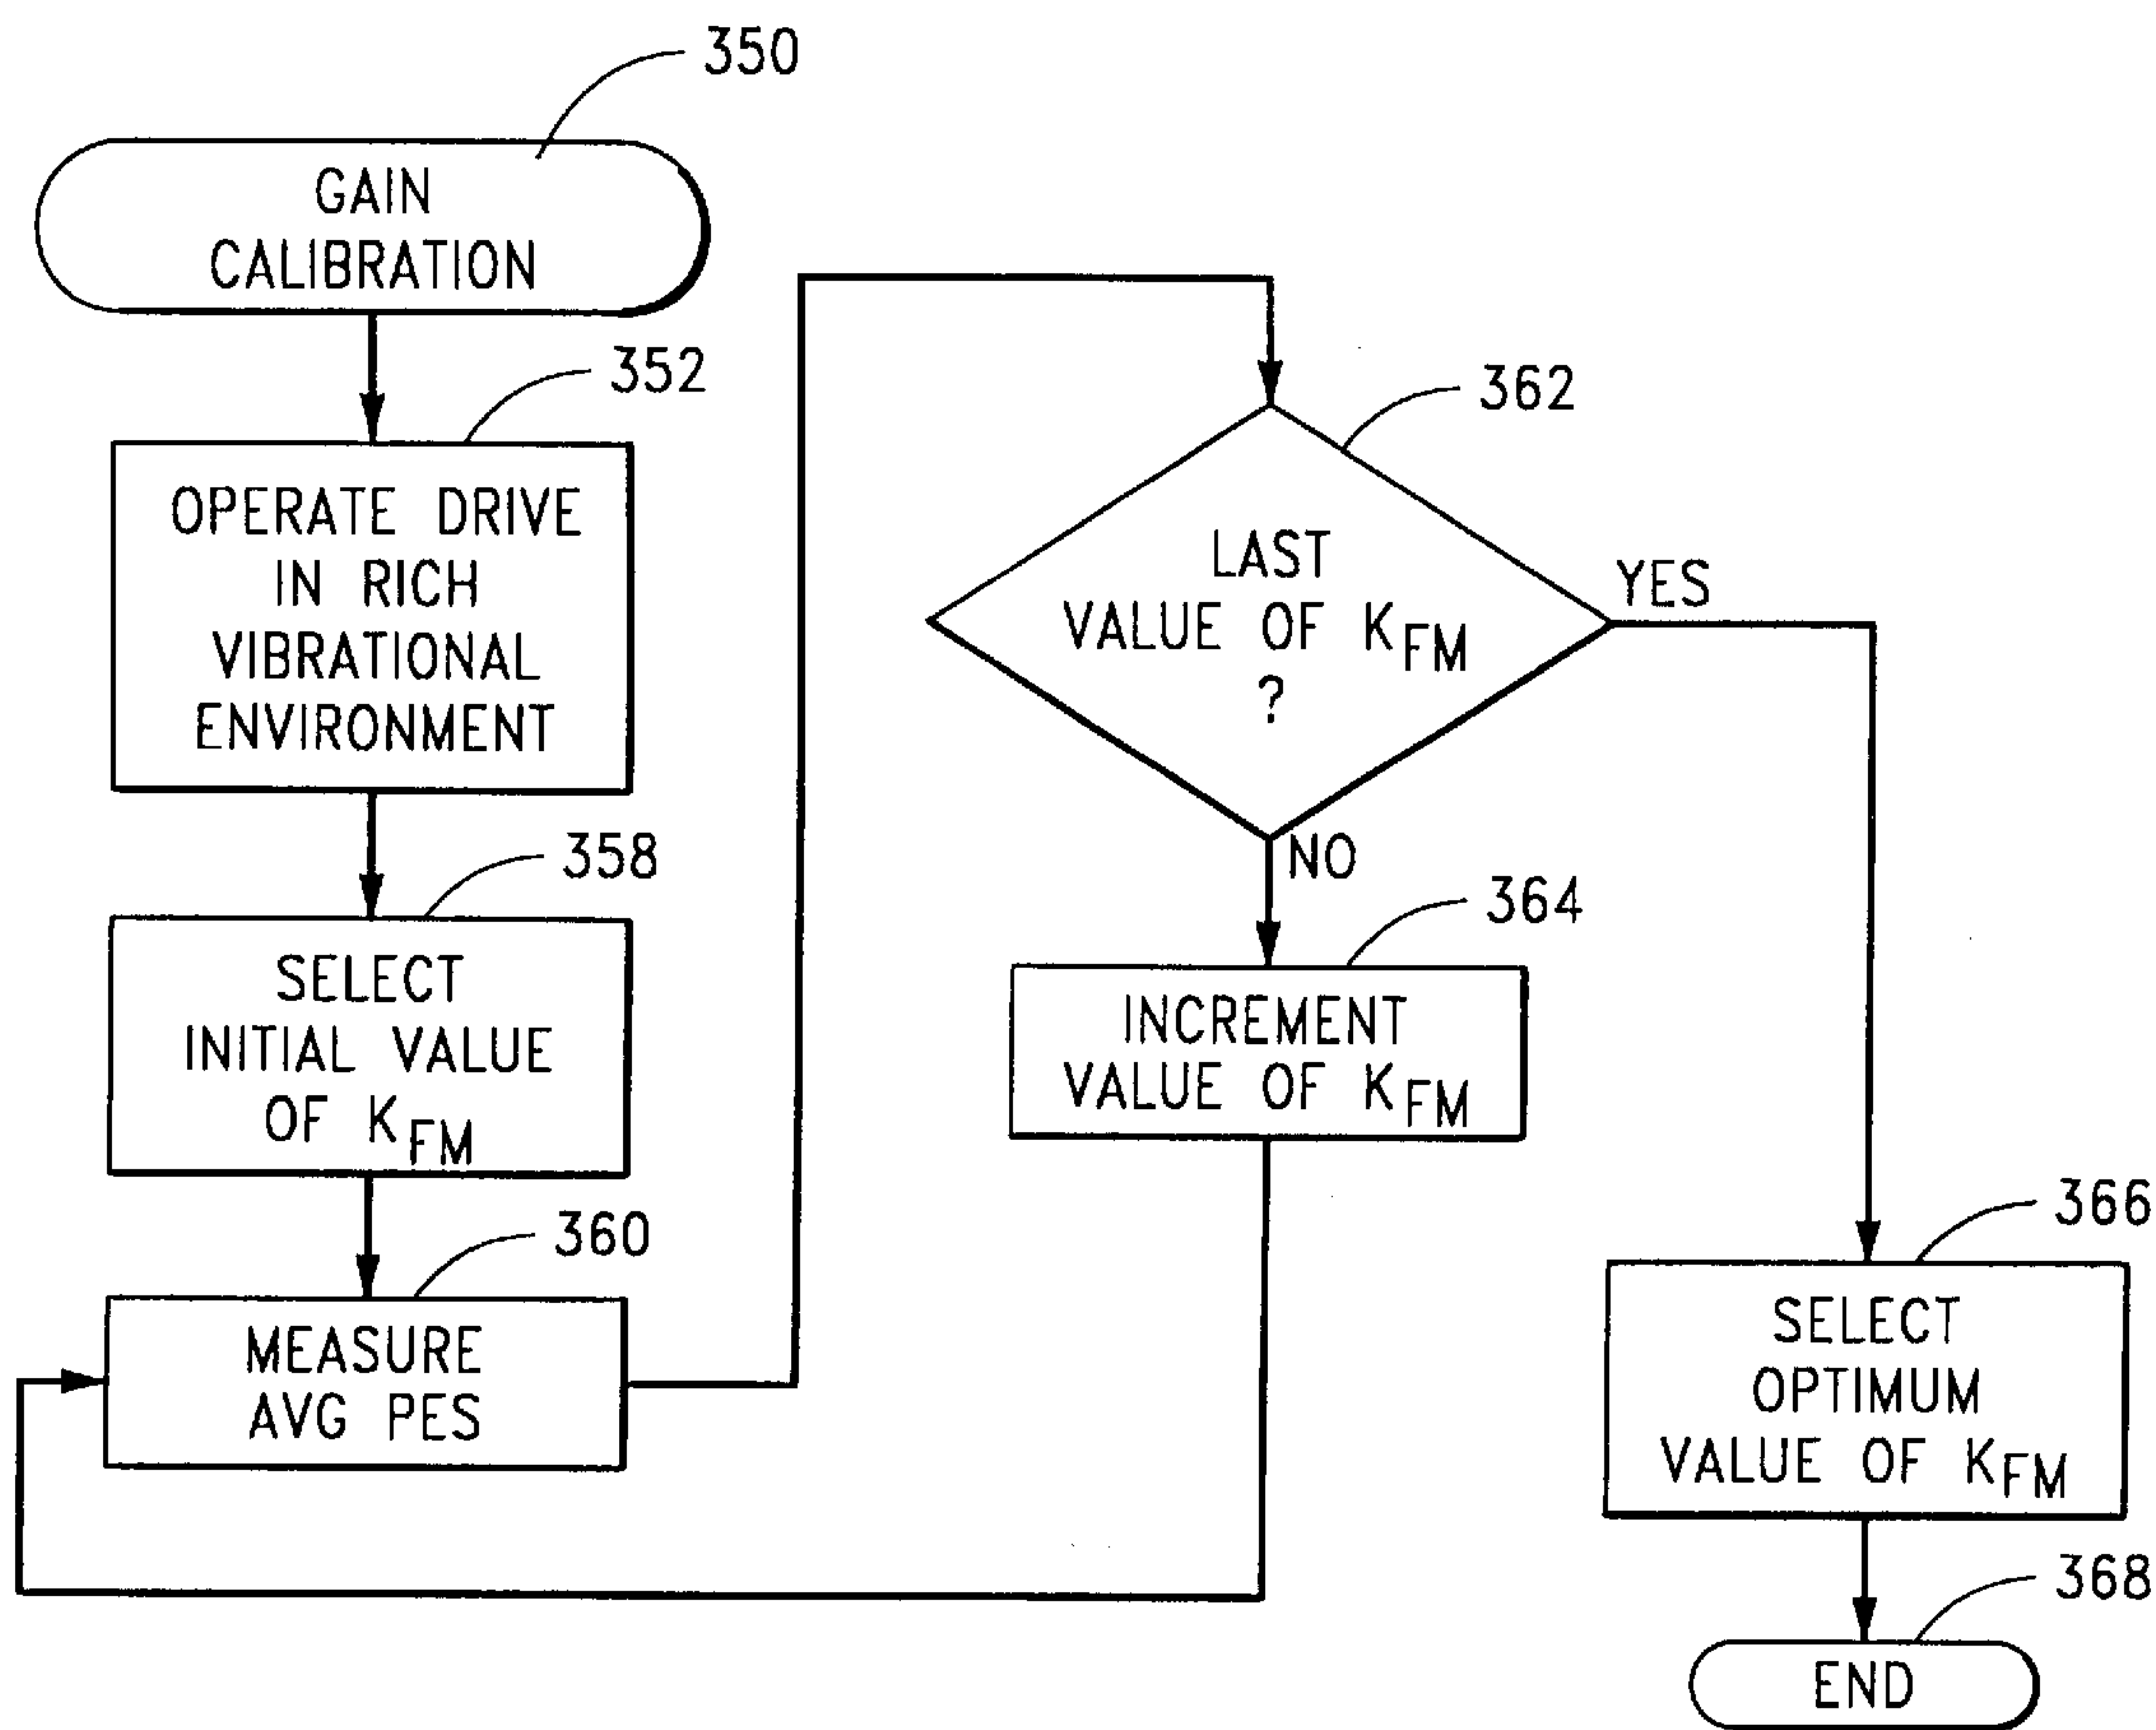 350
GAIN
CALIBRATION
352
OPERATE DRIVE
IN RICH
VIBRATIONAL
ENVIRONMENT
358
SELECT
INITIAL VALUE
OF KFM
360
MEASURE
AVG PES
362
LAST
VALUE OF KFM
?
YES
NO
364
INCREMENT
VALUE OF KFM
366
SELECT
OPTIMUM
VALUE OF KFM
368
END